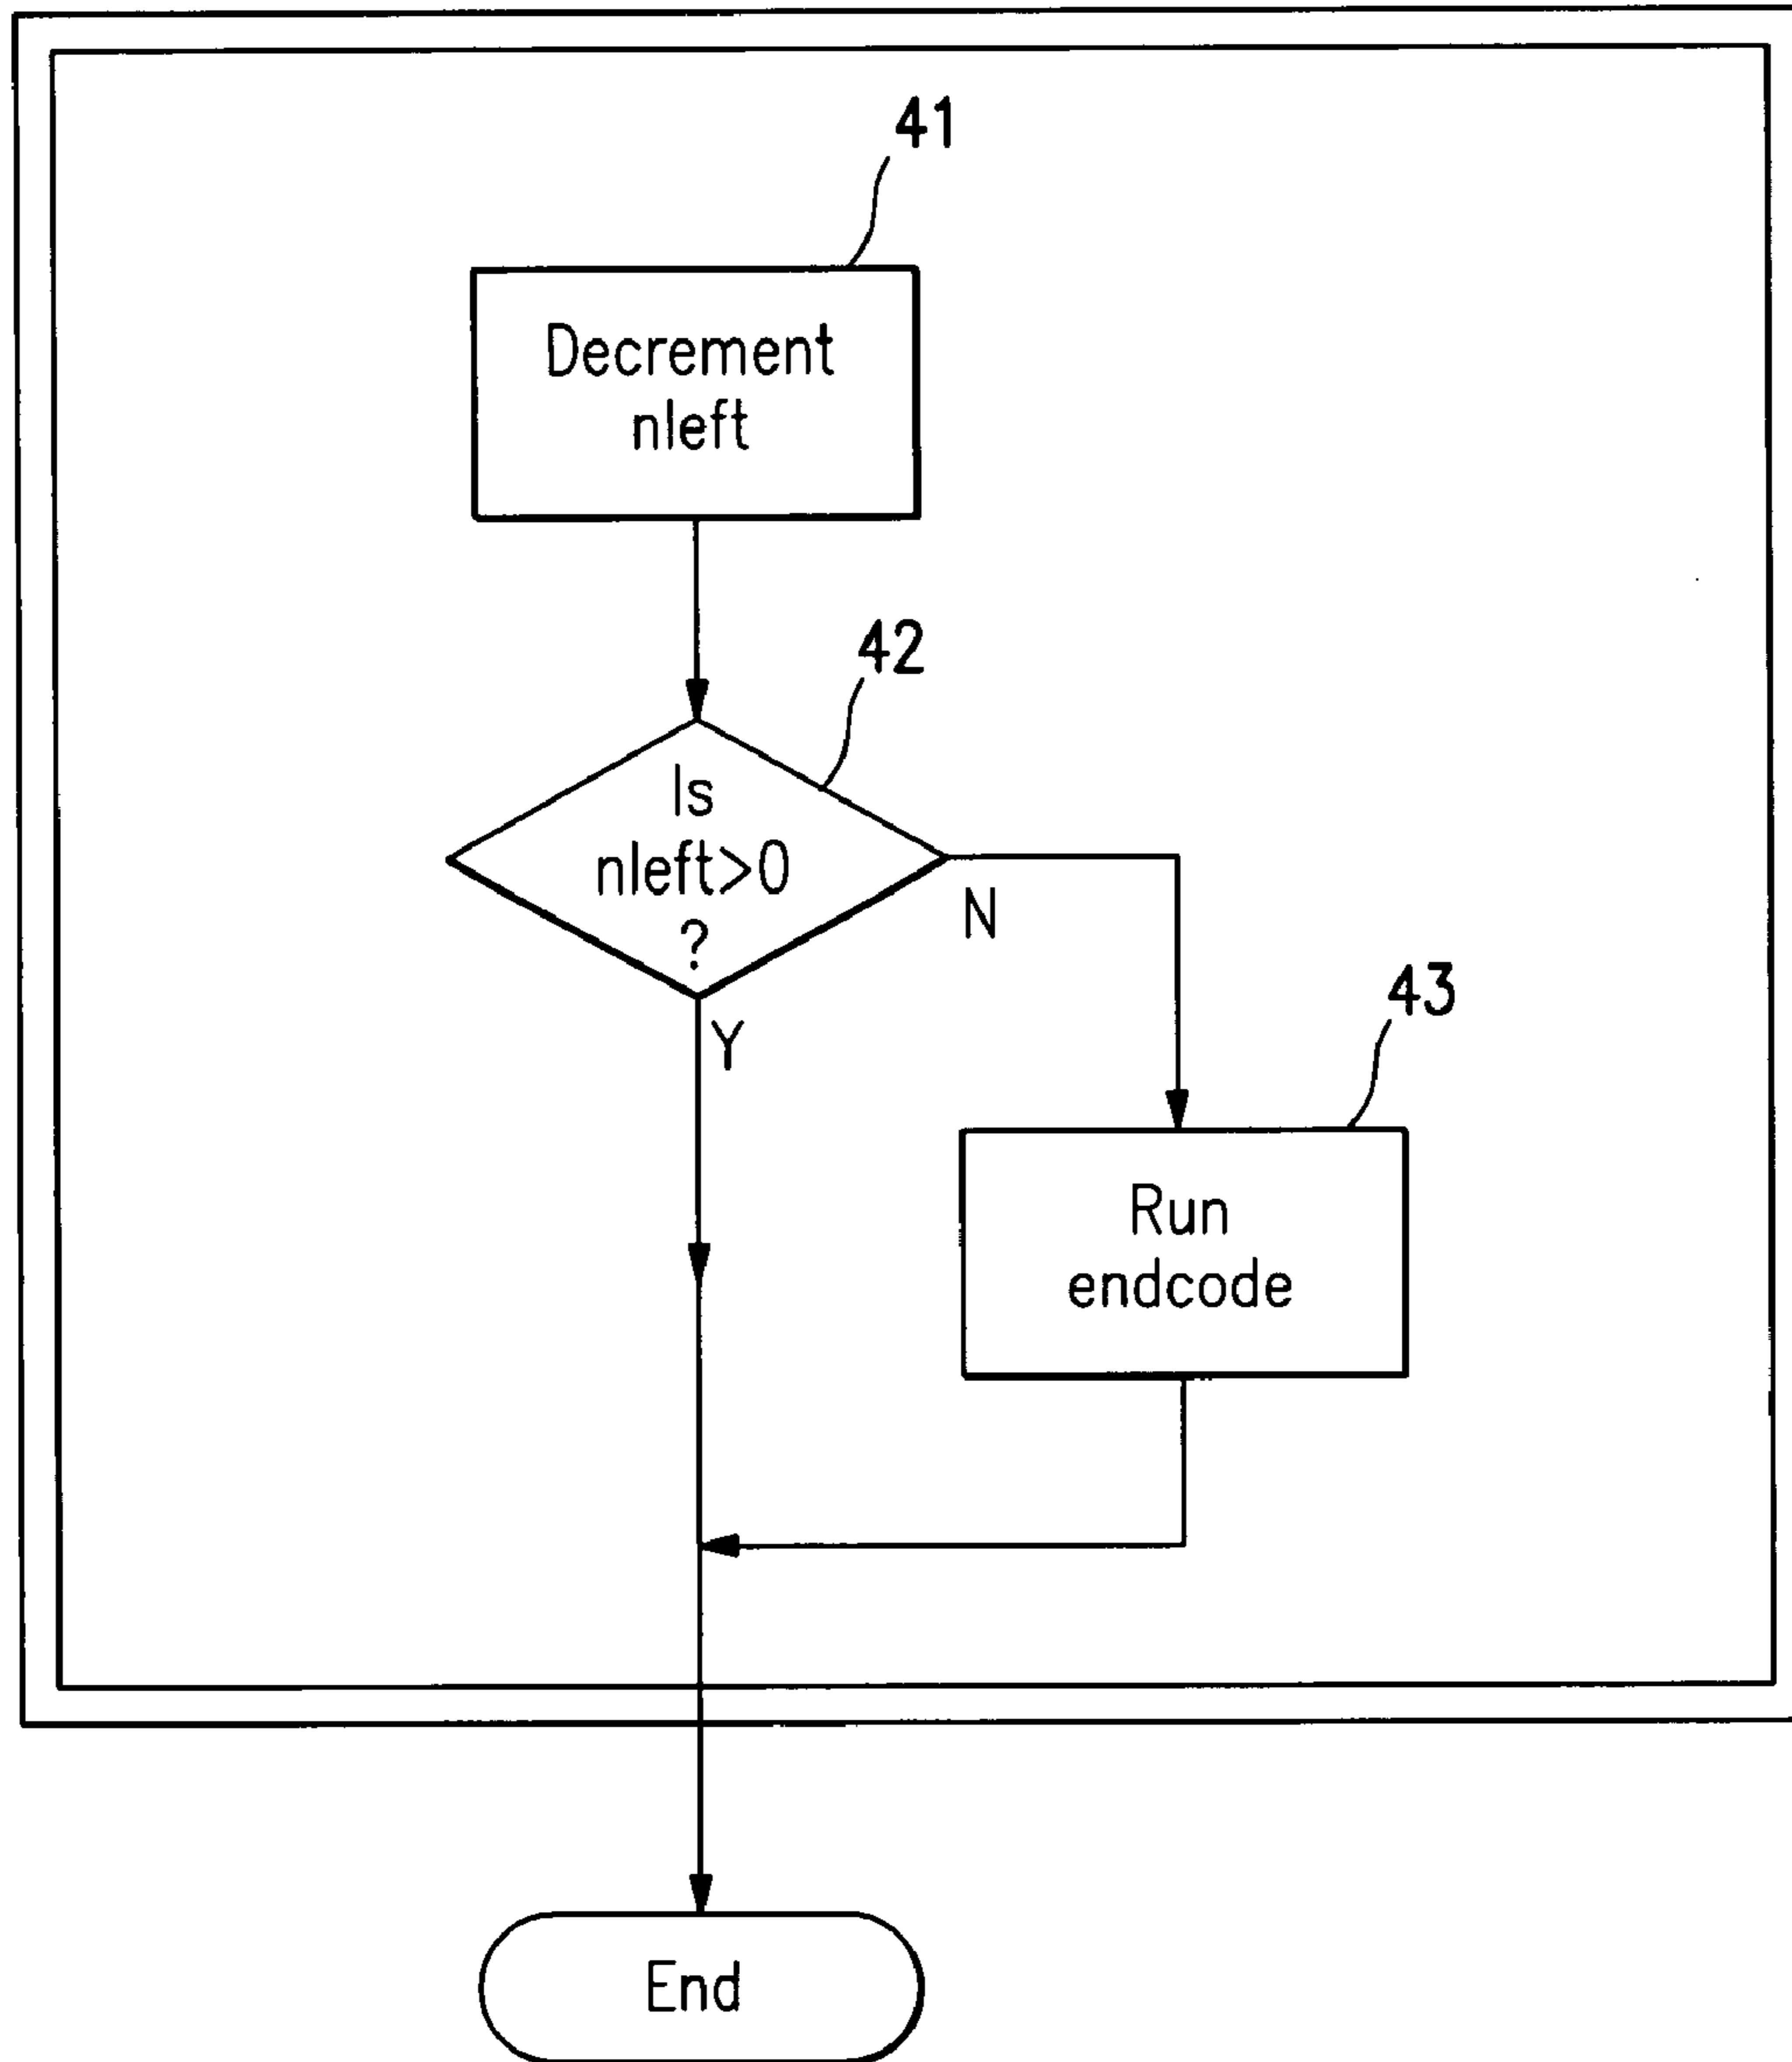 41
Decrement
nleft
42
Is
nleft>0
?
N
Y
43
Run
endcode
End